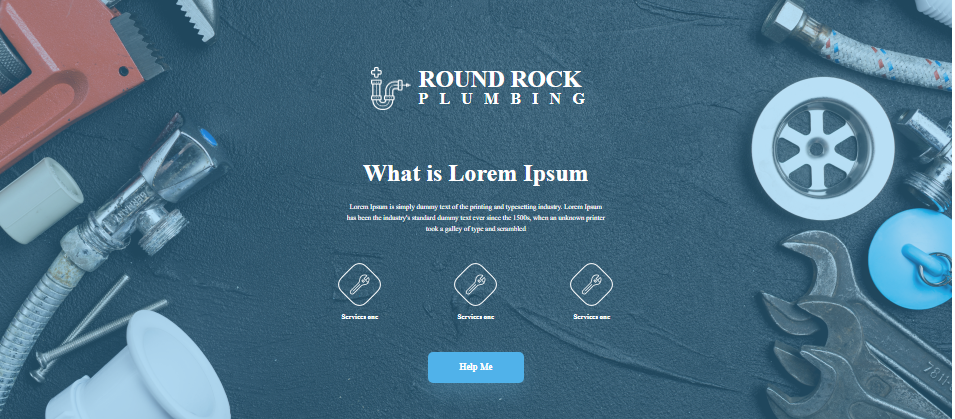 ROUND ROCK
PLUMBING
What is Lorem Ipsum
Lorem Ipsum is simply dummy text of the printing and typesetting industry. Lorem Ipsum
has been the industry's standard dummy text ever since the 1500s, when an unknown printer
took a galley of type and scrambled
Services one
Services one
Services one
Help Me